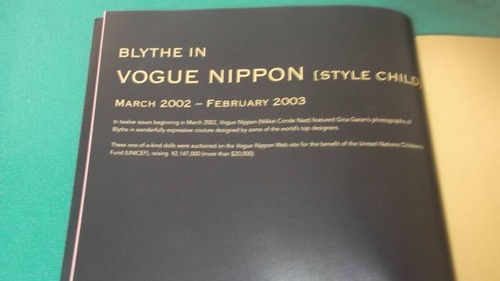 BLYTHE IN
VOGUE NIPPON [STYLE CHILD]
MARCH 2002 – FEBRUARY 2003
In twelve issues beginning in March 2002, Vogue Nippon (Nikkei Condé Nast) featured Gina Garan's photographs of
Blythe in wonderfully expressive couture designed by some of the world's top designers.
These one-of-a-kind dolls were auctioned on the Vogue Nippon Web site for the benefit of the United Nations Children's
Fund (UNICEF), raising ¥2,147,000 (more than $20,000).